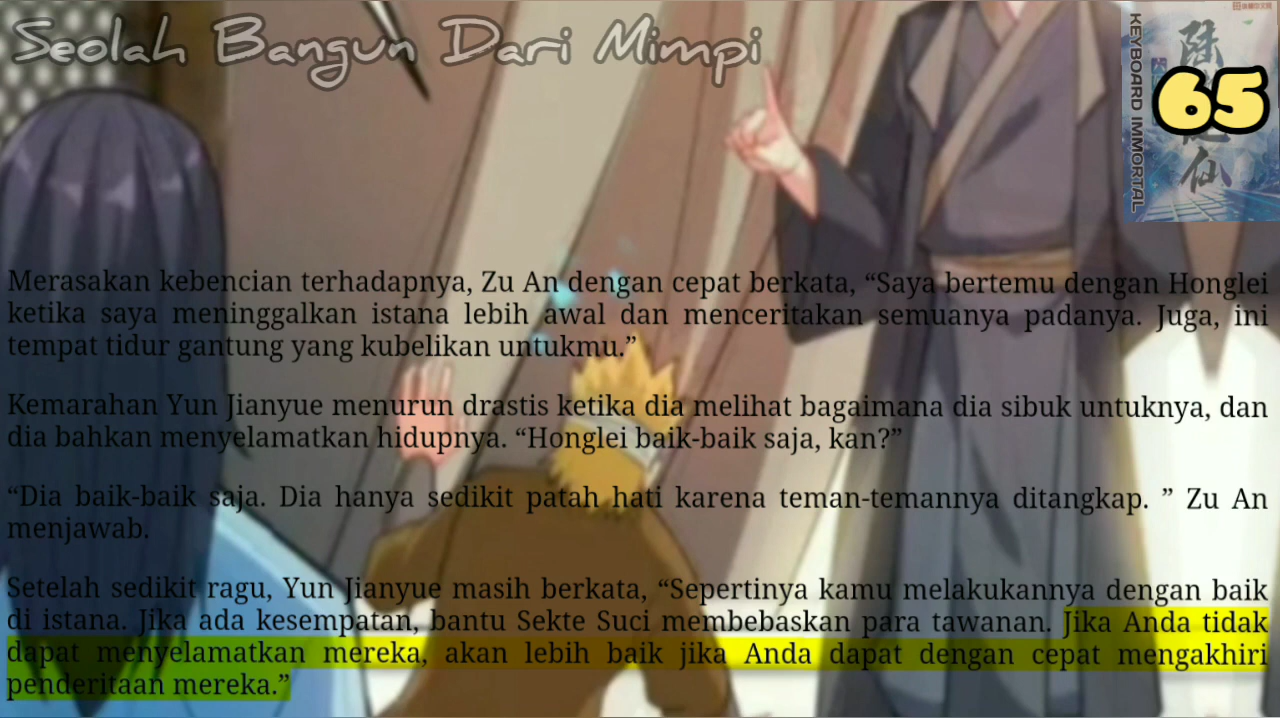 Seolah Bangun Dari Mimpi
KEYBOARD IMMORTAL
65
Merasakan kebencian terhadapnya, Zu An dengan cepat berkata, “Saya bertemu dengan Honglei
ketika saya meninggalkan istana lebih awal dan menceritakan semuanya padanya. Juga, ini
tempat tidur gantung yang kubelikan untukmu.”
Kemarahan Yun Jianyue menurun drastis ketika dia melihat bagaimana dia sibuk untuknya, dan
dia bahkan menyelamatkan hidupnya. “Honglei baik-baik saja, kan?”
“Dia baik-baik saja. Dia hanya sedikit patah hati karena teman-temannya ditangkap. ” Zu An
menjawab.
Setelah sedikit ragu, Yun Jianyue masih berkata, “Sepertinya kamu melakukannya dengan baik
di istana. Jika ada kesempatan, bantu Sekte Suci membebaskan para tawanan. Jika Anda tidak
dapat menyelamatkan mereka, akan lebih baik jika Anda dapat dengan cepat mengakhiri
penderitaan mereka.”